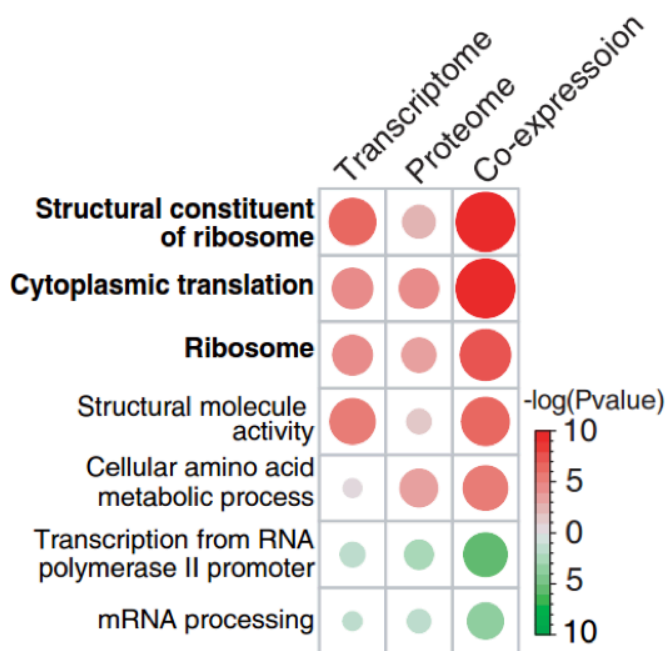 Transcriptome
Proteome
Co-expressoion
Structural constituent
of ribosome
Cytoplasmic translation
Ribosome
Structural molecule
activity
Cellular amino acid
metabolic process
Transcription from RNA
polymerase II promoter
mRNA processing
-log(Pvalue)
10
5
0
5
10